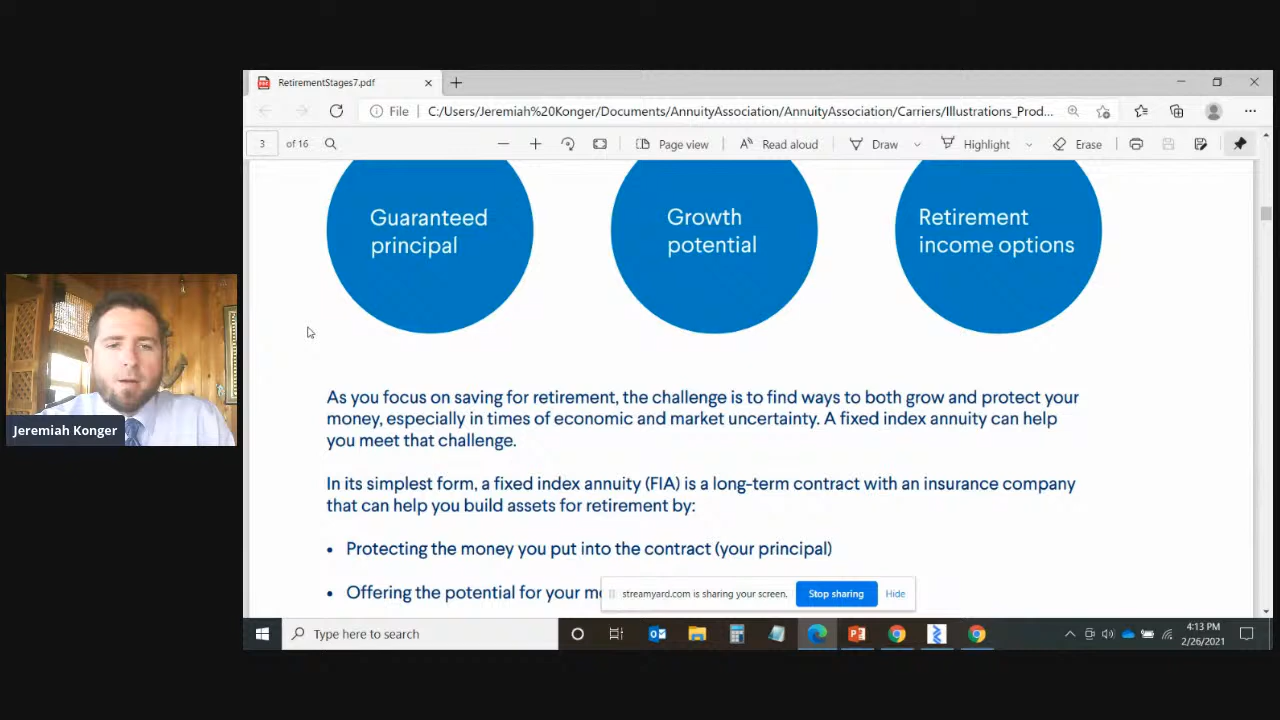 RetirementStages7.pdf
File
C:/Users/Jeremiah%20Konger/Documents/AnnuityAssociation/AnnuityAssociation/Carriers/Illustrations_Prod...
3 of 16
Page view
Read aloud
Draw
Highlight
Erase
Guaranteed
principal
Growth
potential
Retirement
income options
As you focus on saving for retirement, the challenge is to find ways to both grow and protect your
money, especially in times of economic and market uncertainty. A fixed index annuity can help
you meet that challenge.
In its simplest form, a fixed index annuity (FIA) is a long-term contract with an insurance company
that can help you build assets for retirement by:
• Protecting the money you put into the contract (your principal)
• Offering the potential for your
streamyard.com is sharing your screen.
Stop sharing
Hide
Jeremiah Konger
Type here to search
4:13 PM
2/26/2021